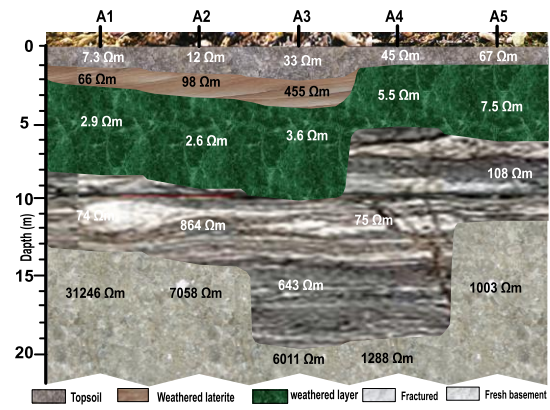 A1 A2 A3 A4 A5
0
7.3 Ωm 12 Ωm 33 Ωm 45 Ωm 67 Ωm
66 Ωm 98 Ωm 455 Ωm
5.5 Ωm 7.5 Ωm
5
2.9 Ωm 2.6 Ωm 3.6 Ωm
108 Ωm
10
74 Ωm 864 Ωm 75 Ωm
Depth (m)
15
31246 Ωm 7058 Ωm 643 Ωm 1003 Ωm
20
6011 Ωm 1288 Ωm
Topsoil Weathered laterite weathered layer Fractured Fresh basement